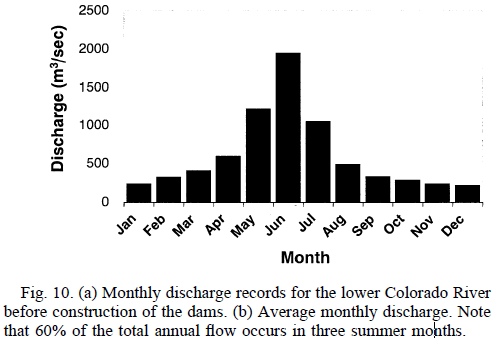 2500
2000
1500
1000
500
0
Discharge (m³/sec)
Jan Feb Mar Apr May Jun Jul Aug Sep Oct Nov Dec
Month
Fig. 10. (a) Monthly discharge records for the lower Colorado River
before construction of the dams. (b) Average monthly discharge. Note
that 60% of the total annual flow occurs in three summer months.